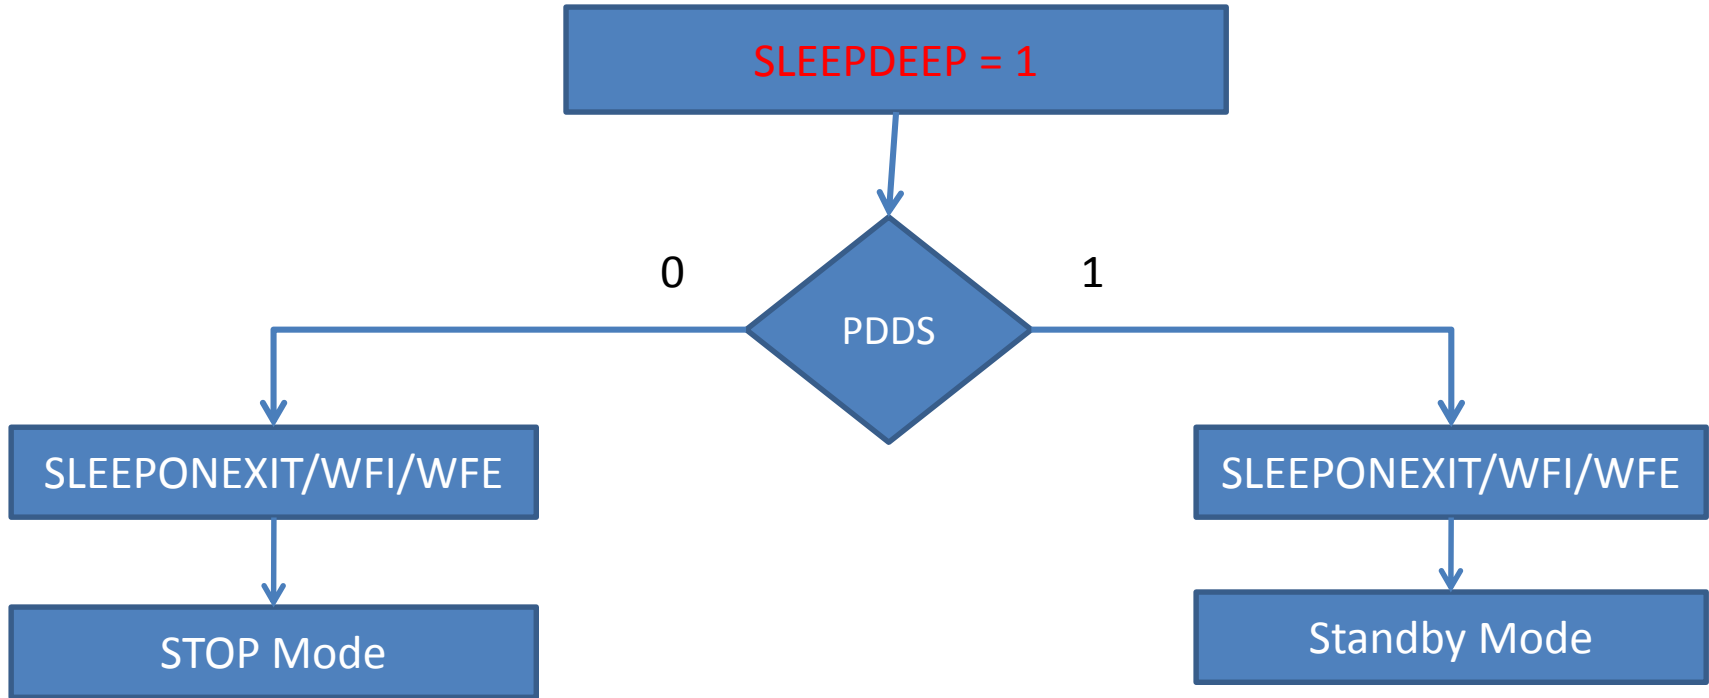 SLEEPDEEP = 1
0
1
PDDS
SLEEPONEXIT/WFI/WFE
SLEEPONEXIT/WFI/WFE
STOP Mode
Standby Mode